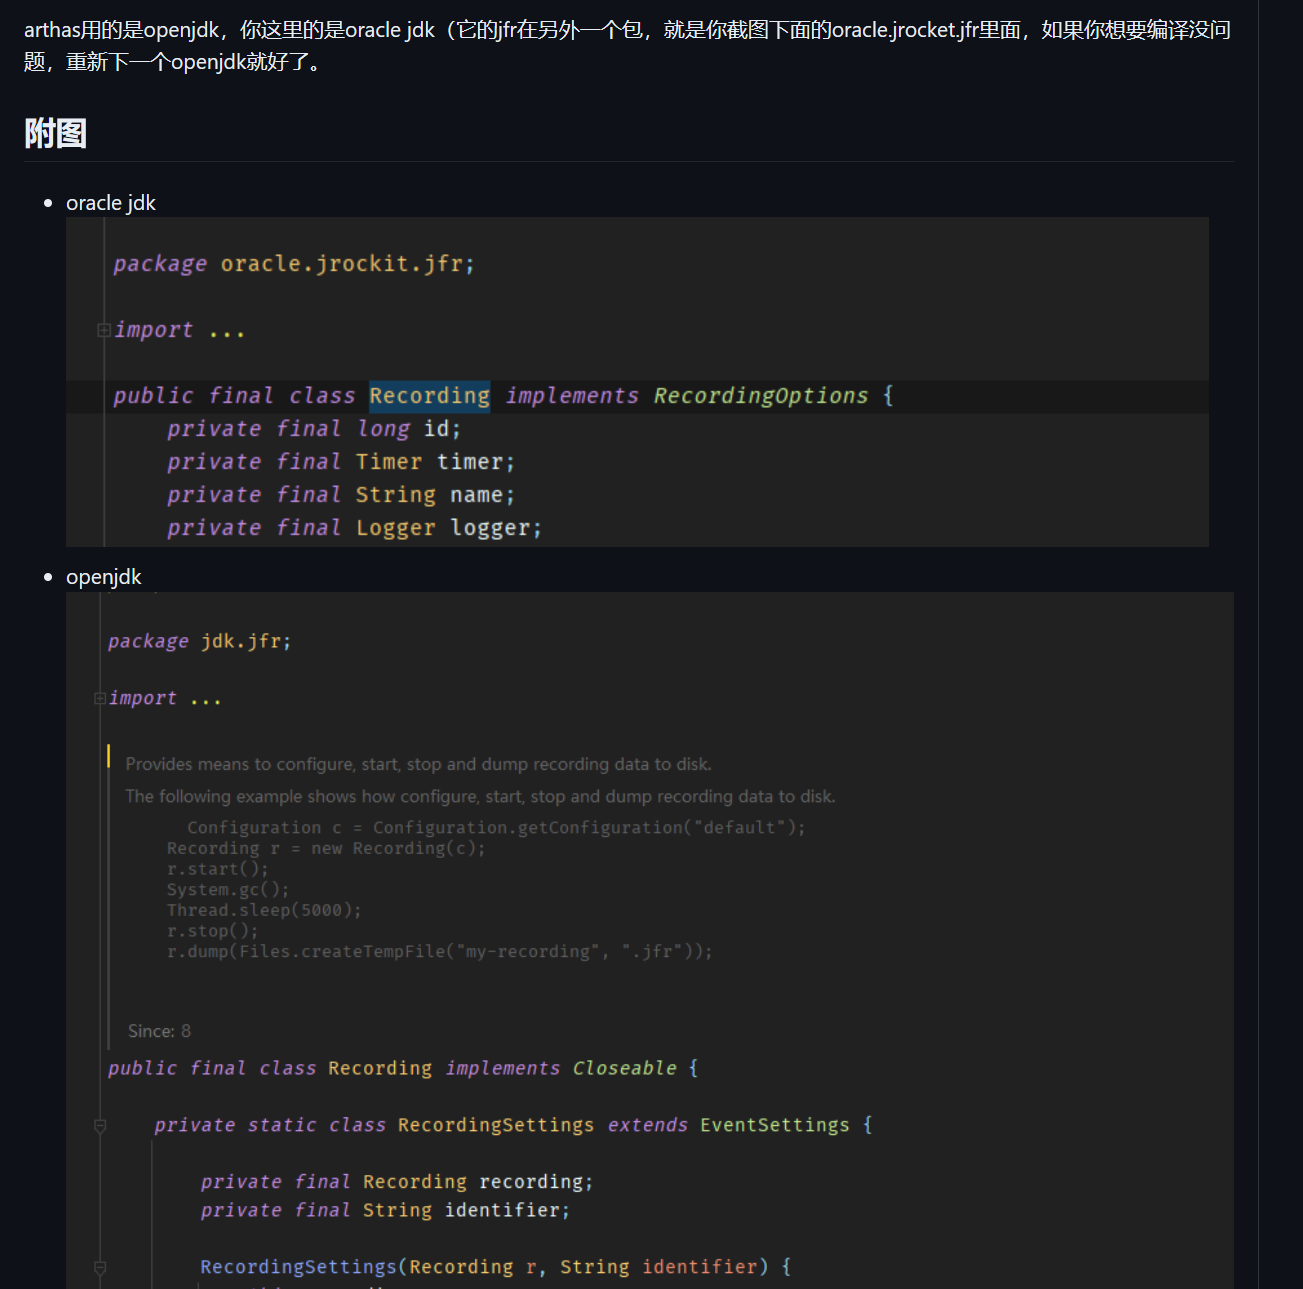 arthas用的是openjdk，你这里的是oracle jdk（它的jfr在另外一个包，就是你截图下面的oracle.jrocket.jfr里面，如果你想要编译没问
题，重新下一个openjdk就好了。
附图
oracle jdk
package oracle.jrockit.jfr;
import ...
public final class Recording implements RecordingOptions {
private final long id;
private final Timer timer;
private final String name;
private final Logger logger;
openjdk
package jdk.jfr;
import ...
Provides means to configure, start, stop and dump recording data to disk.
The following example shows how configure, start, stop and dump recording data to disk.
Configuration c = Configuration.getConfiguration("default");
Recording r = new Recording(c);
r.start();
System.gc();
Thread.sleep(5000);
r.stop();
r.dump(Files.createTempFile("my-recording", ".jfr"));
Since: 8
public final class Recording implements Closeable {
private static class RecordingSettings extends EventSettings {
private final Recording recording;
private final String identifier;
RecordingSettings(Recording r, String identifier) {